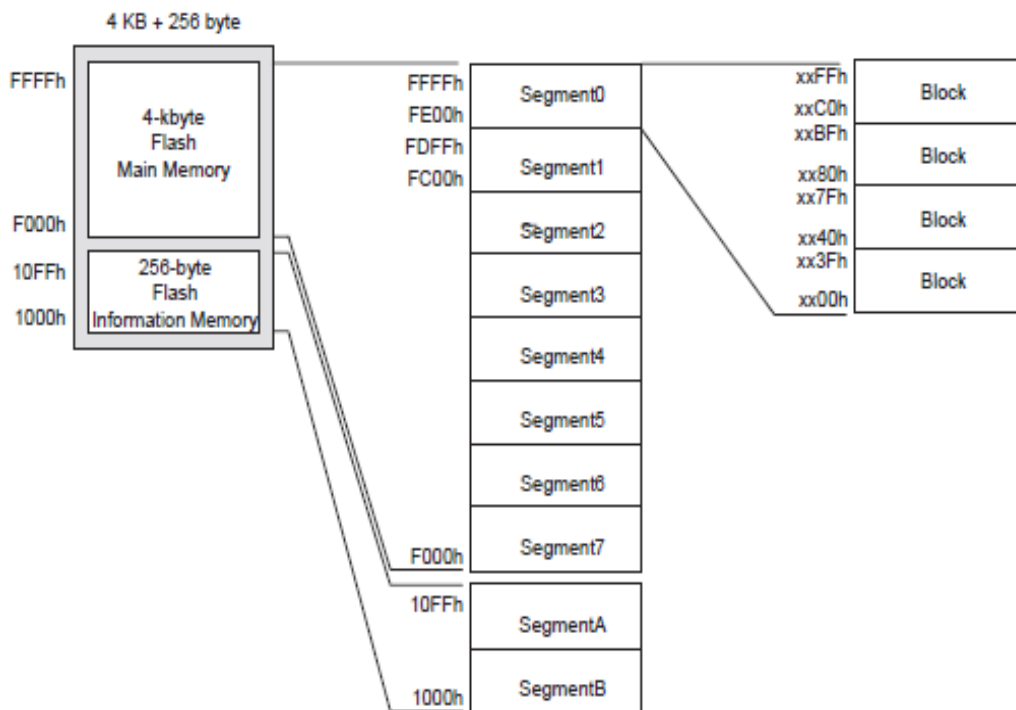 4 KB + 256 byte
FFFFh
4-kbyte
Flash
Main Memory
F000h
256-byte
10FFh
Flash
1000h
Information Memory
FFFFh
Segment0
FE00h
FDFFh
Segment1
FC00h
Segment2
Segment3
Segment4
Segment5
Segment6
F000h
Segment7
10FFh
SegmentA
1000h
SegmentB
xxFFh
Block
xxC0h
xxBFh
Block
xx80h
xx7Fh
Block
xx40h
xx3Fh
Block
xx00h